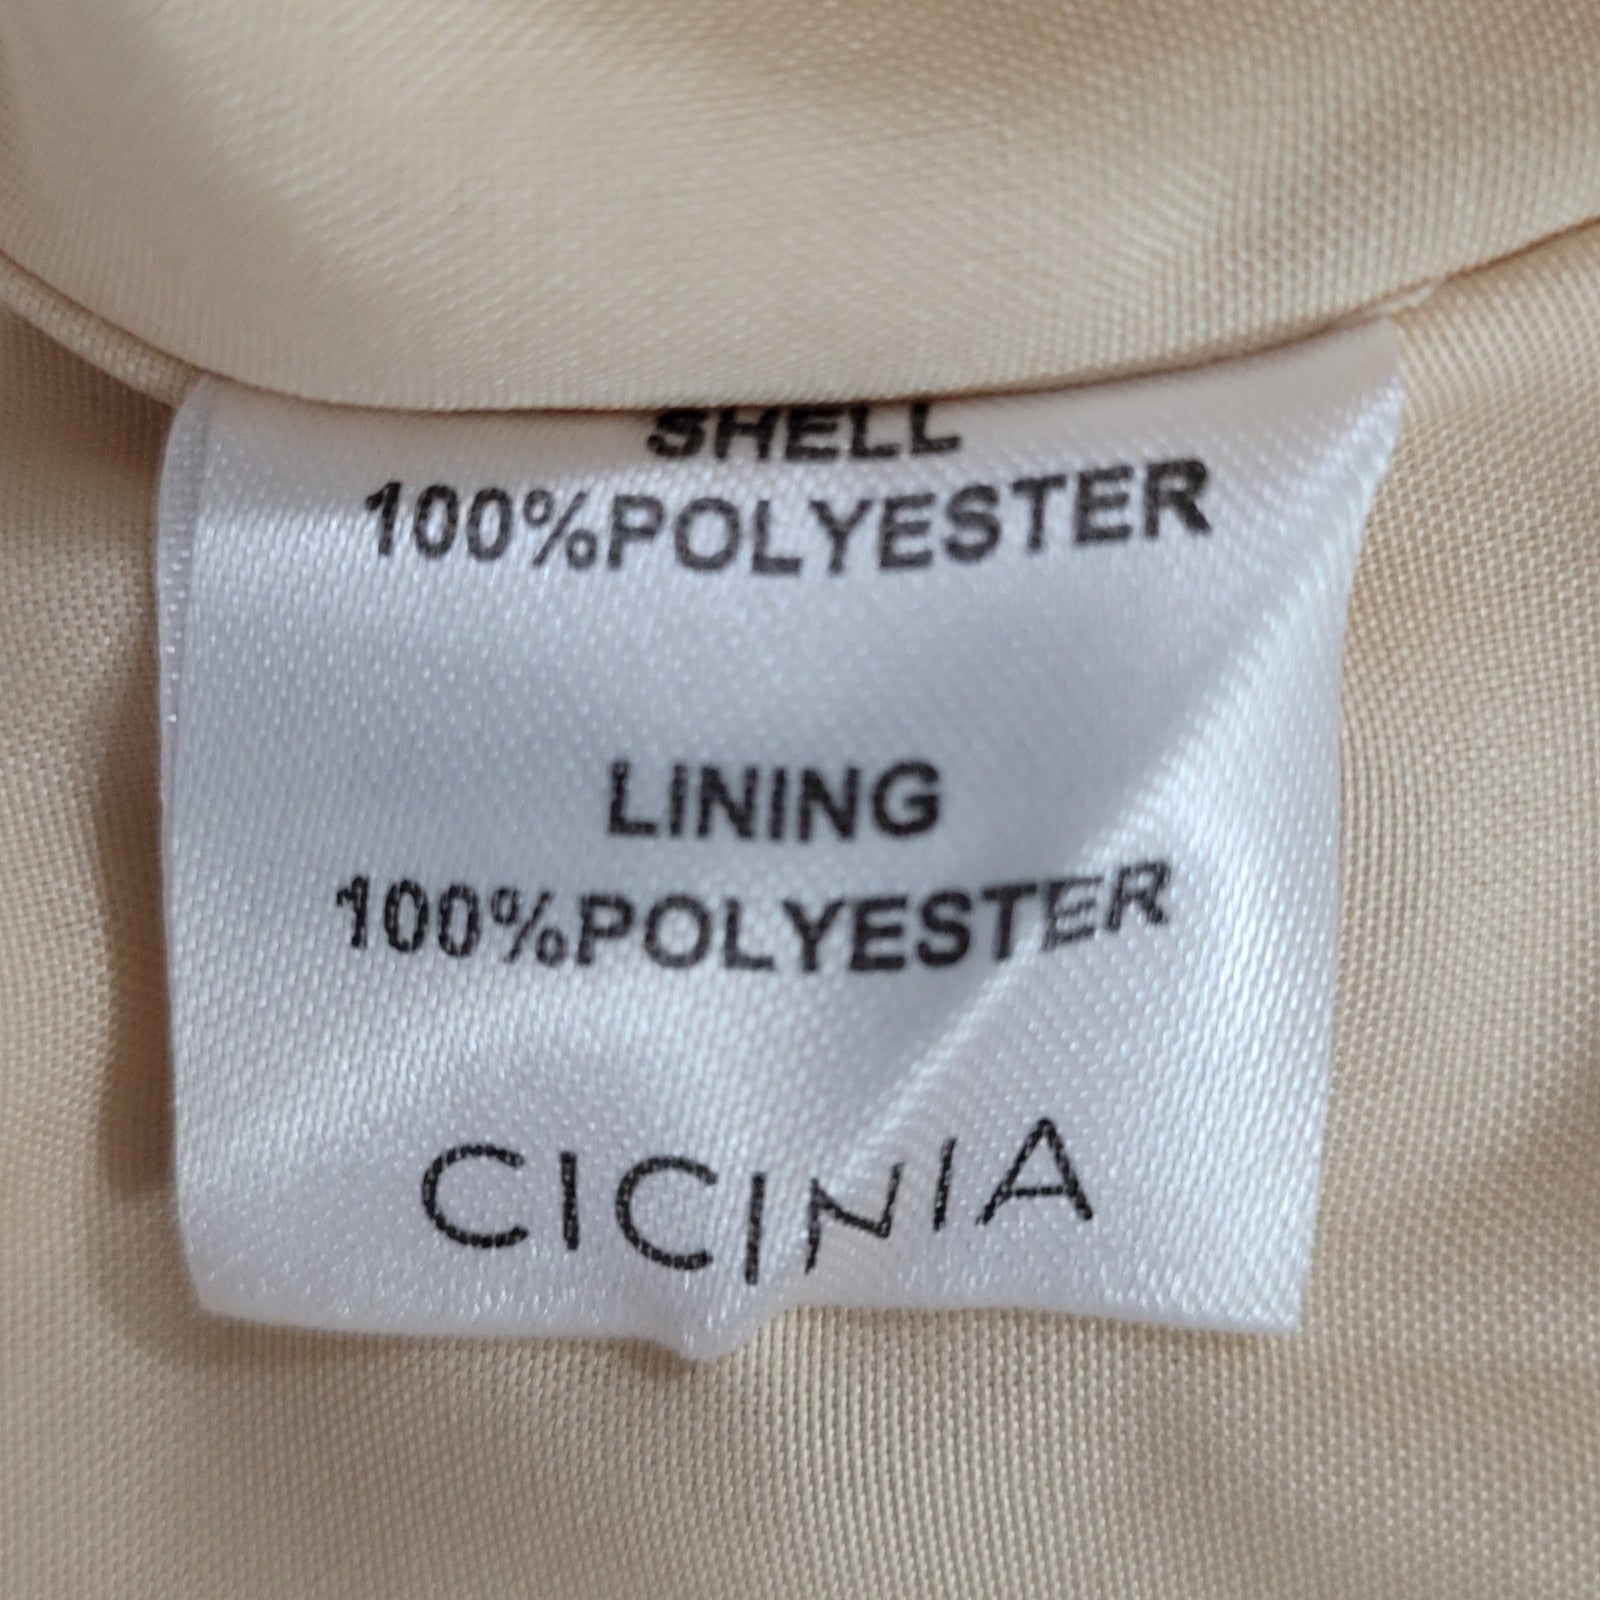 SHELL
100%POLYESTER
LINING
100%POLYESTER
CICINIA